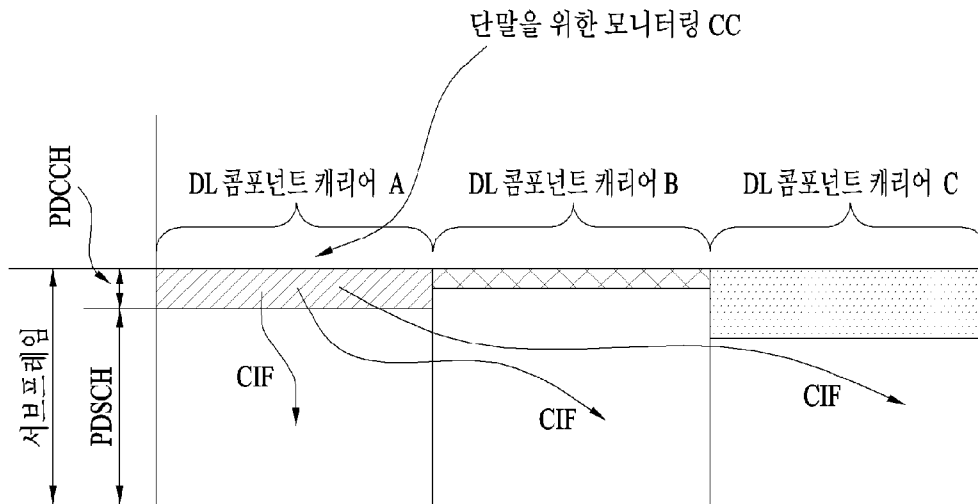 단말을 위한 모니터링 CC
DL 콤포넌트 캐리어 A
DL 콤포넌트 캐리어 B
DL 콤포넌트 캐리어 C
PDCCH
서브프레임
PDSCH
CIF
CIF
CIF